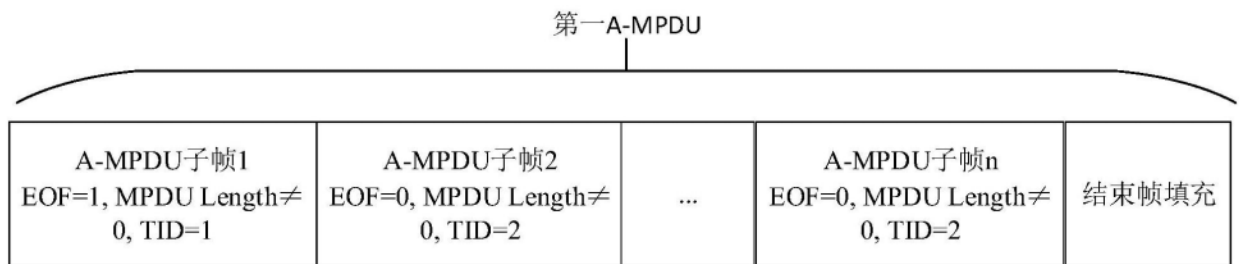 第一A-MPDU
A-MPDU子帧1
EOF=1, MPDU Length≠
0, TID=1
A-MPDU子帧2
EOF=0, MPDU Length≠
0, TID=2
...
A-MPDU子帧n
EOF=0, MPDU Length≠
0, TID=2
结束帧填充